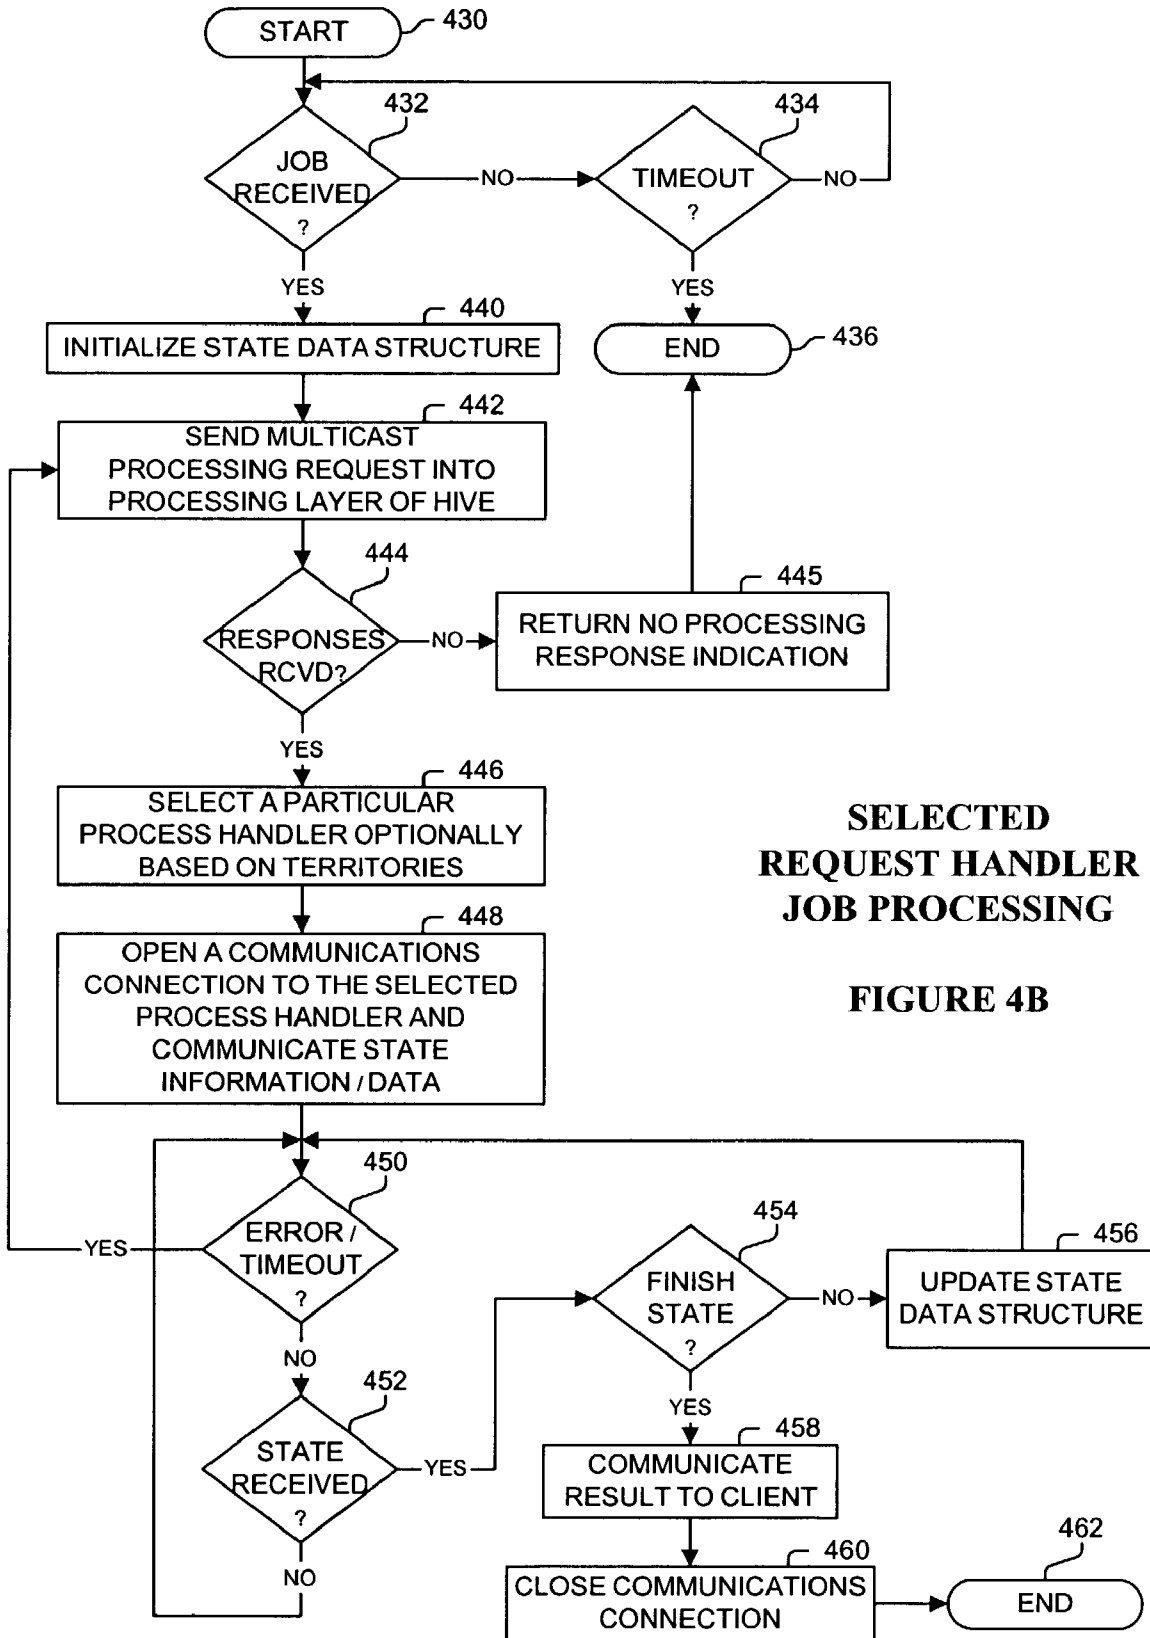 START
430
432
434
JOB
RECEIVED
?
NO
TIMEOUT
?
NO
YES
YES
440
INITIALIZE STATE DATA STRUCTURE
END
436
442
SEND MULTICAST
PROCESSING REQUEST INTO
PROCESSING LAYER OF HIVE
444
RESPONSES
RCVD?
NO
445
RETURN NO PROCESSING
RESPONSE INDICATION
YES
446
SELECT A PARTICULAR
PROCESS HANDLER OPTIONALLY
BASED ON TERRITORIES
SELECTED
REQUEST HANDLER
JOB PROCESSING
FIGURE 4B
448
OPEN A COMMUNICATIONS
CONNECTION TO THE SELECTED
PROCESS HANDLER AND
COMMUNICATE STATE
INFORMATION / DATA
450
ERROR /
TIMEOUT
?
YES
NO
452
STATE
RECEIVED
?
YES
NO
454
FINISH
STATE
?
NO
456
UPDATE STATE
DATA STRUCTURE
YES
458
COMMUNICATE
RESULT TO CLIENT
460
CLOSE COMMUNICATIONS
CONNECTION
462
END